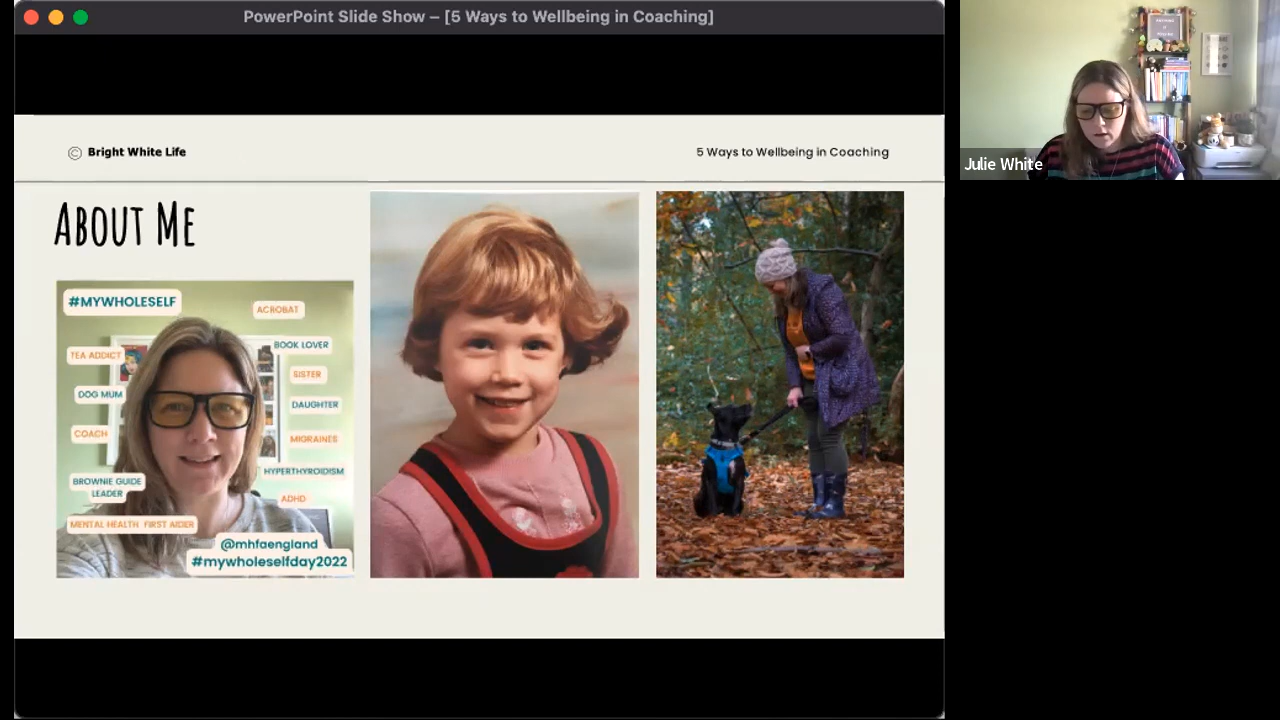 PowerPoint Slide Show – [5 Ways to Wellbeing in Coaching]
© Bright White Life
5 Ways to Wellbeing in Coaching
About Me
#MYWHOLESELF
ACROBAT
BOOK LOVER
TEA ADDICT
SISTER
DOG MUM
DAUGHTER
COACH
MIGRAINES
HYPERTHYROIDISM
BROWNIE GUIDE
LEADER
ADHD
MENTAL HEALTH FIRST AIDER
@mhfaengland
#mywholeselfday2022
Julie White